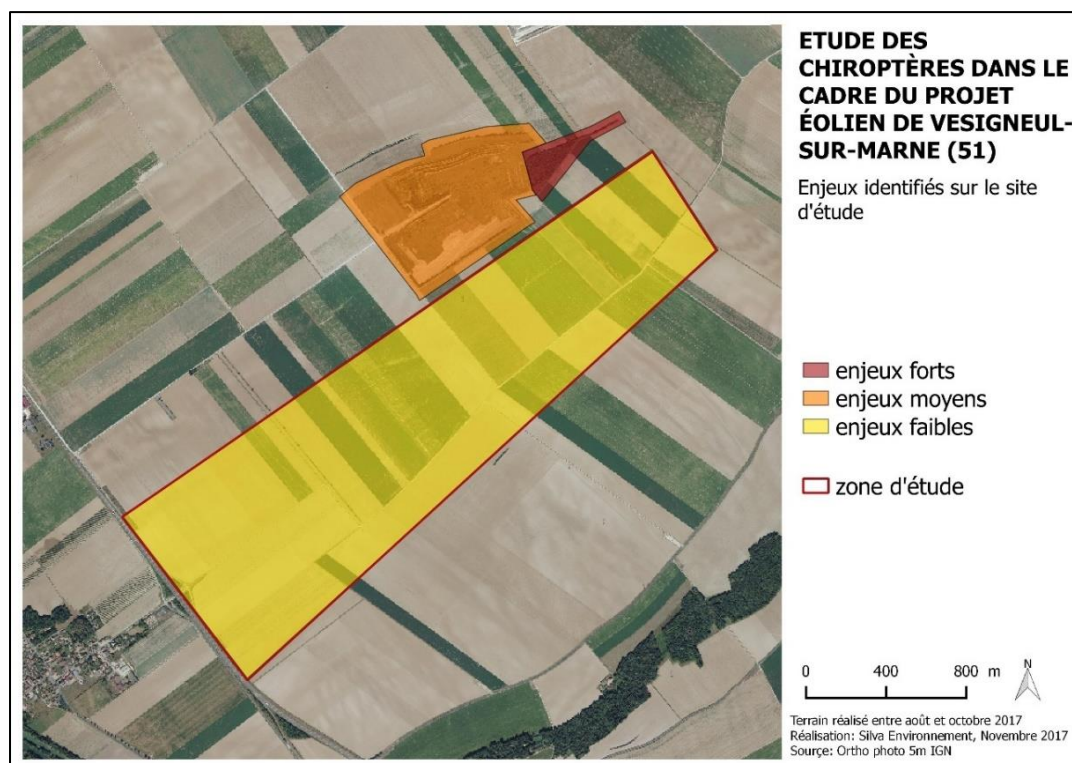 ETUDE DES
CHIROPTÈRES DANS LE
CADRE DU PROJET
ÉOLIEN DE VESIGNEUL-
SUR-MARNE (51)
Enjeux identifiés sur le site
d'étude
enjeux forts
enjeux moyens
enjeux faibles
zone d'étude
0 400 800 m
N
Terrain réalisé entre août et octobre 2017
Réalisation: Silva Environnement, Novembre 2017
Source: Ortho photo 5m IGN